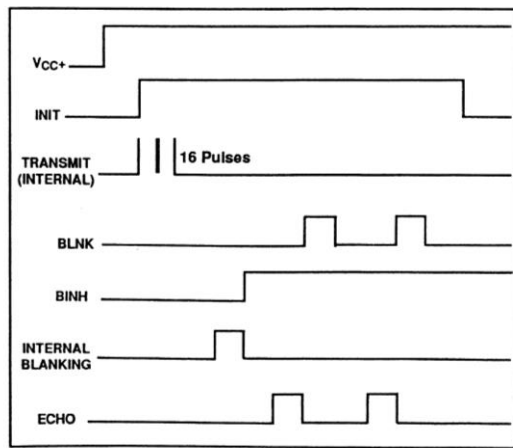 VCC+
INIT
TRANSMIT
(INTERNAL)
16 Pulses
BLNK
BINH
INTERNAL
BLANKING
ECHO